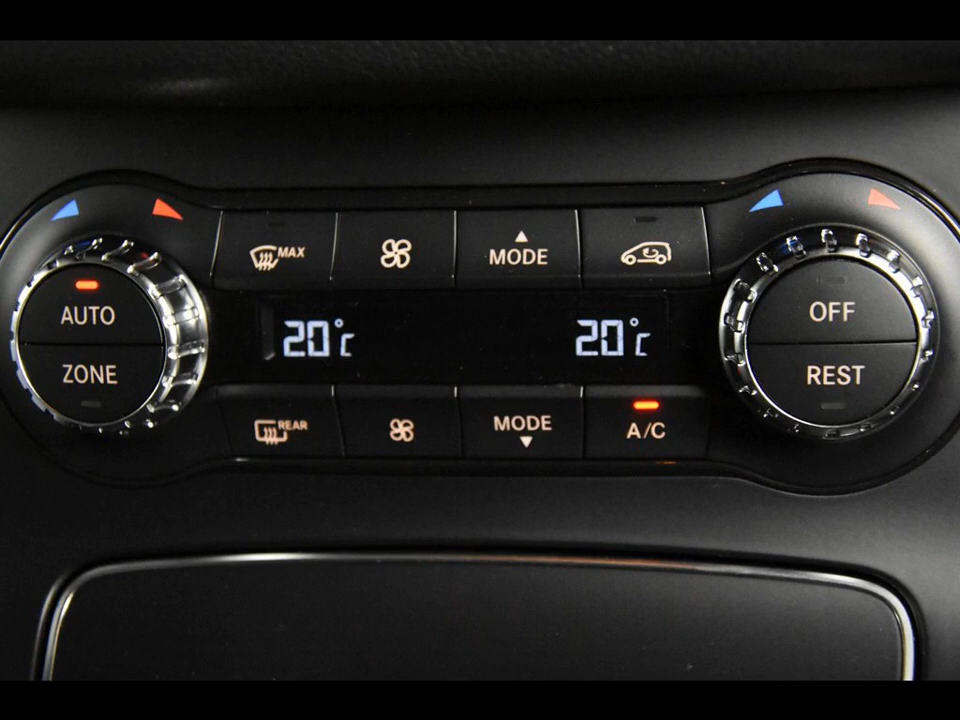 MAX
MODE
AUTO
OFF
20°C
20°C
ZONE
REST
REAR
MODE
A/C